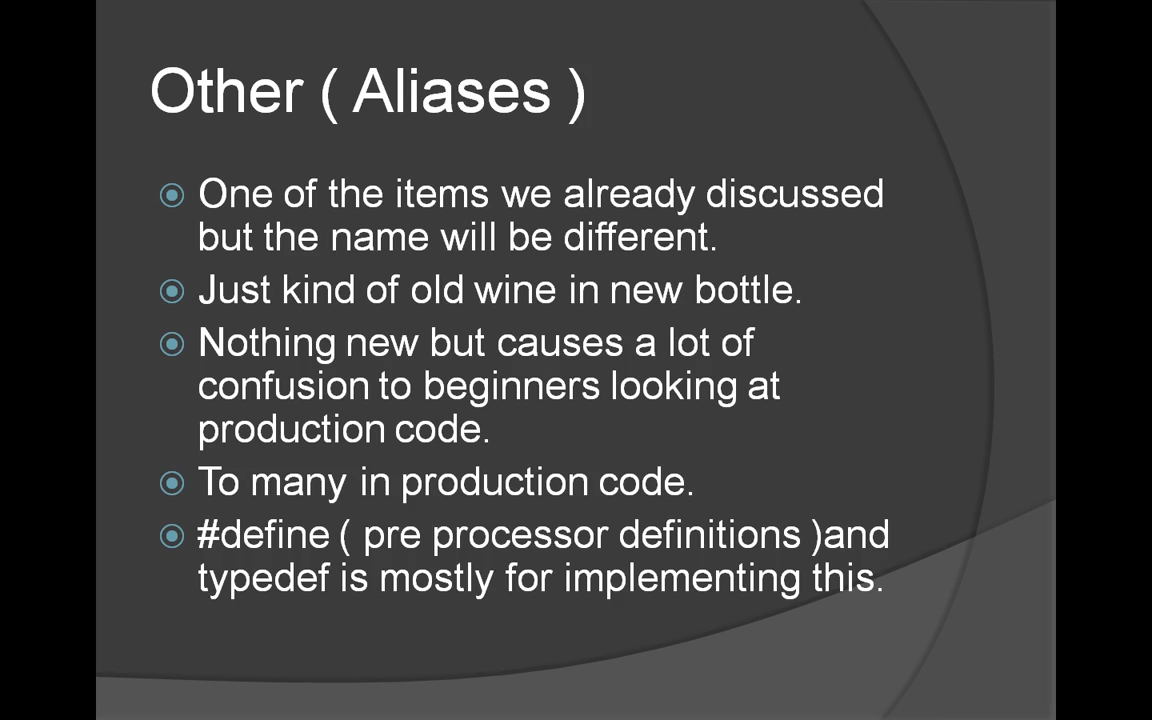 Other ( Aliases )
One of the items we already discussed
but the name will be different.
Just kind of old wine in new bottle.
Nothing new but causes a lot of
confusion to beginners looking at
production code.
To many in production code.
#define ( pre processor definitions )and
typedef is mostly for implementing this.